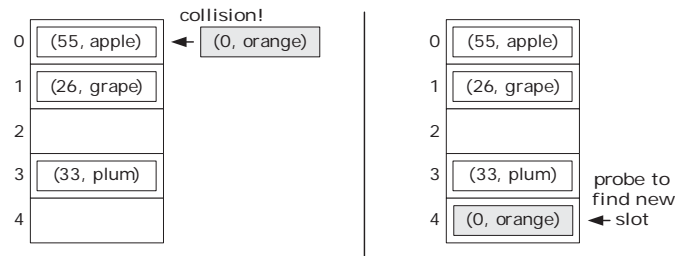 collision!
0 (55, apple) (0, orange)
1 (26, grape)
2
3 (33, plum)
4
0 (55, apple)
1 (26, grape)
2
3 (33, plum)
4 (0, orange)
probe to
find new
slot